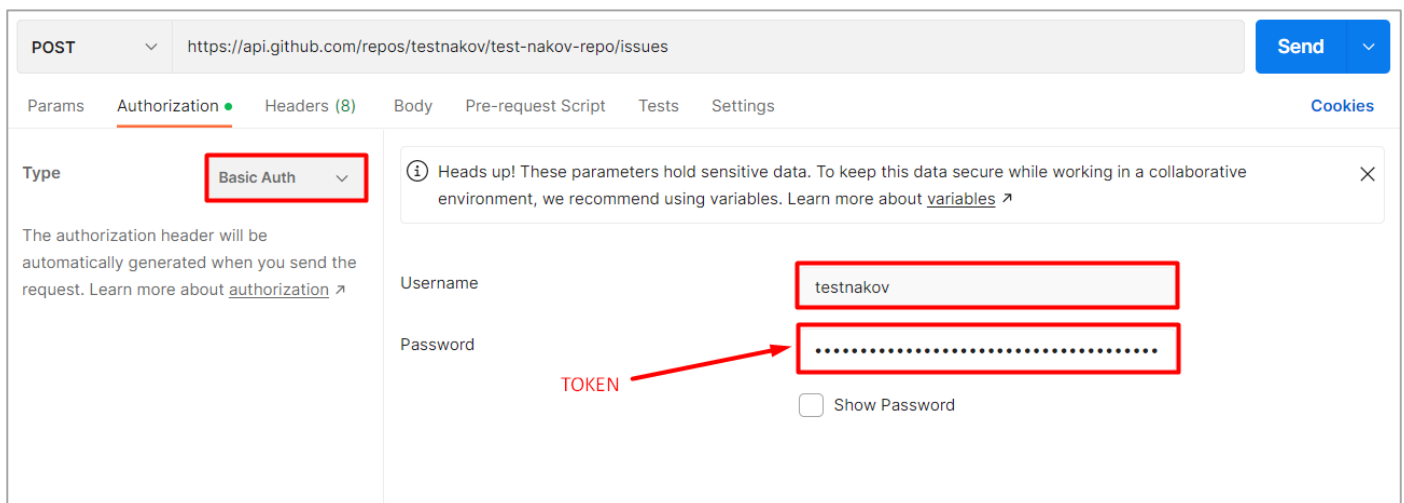 POST https://api.github.com/repos/testnakov/test-nakov-repo/issues Send
Params Authorization Headers (8) Body Pre-request Script Tests Settings Cookies
Type Basic Auth
The authorization header will be
automatically generated when you send the
request. Learn more about authorization ↗
Heads up! These parameters hold sensitive data. To keep this data secure while working in a collaborative
environment, we recommend using variables. Learn more about variables ↗
Username testnakov
Password ••••••••••••••••••••••••••••••••••••••••
TOKEN
Show Password